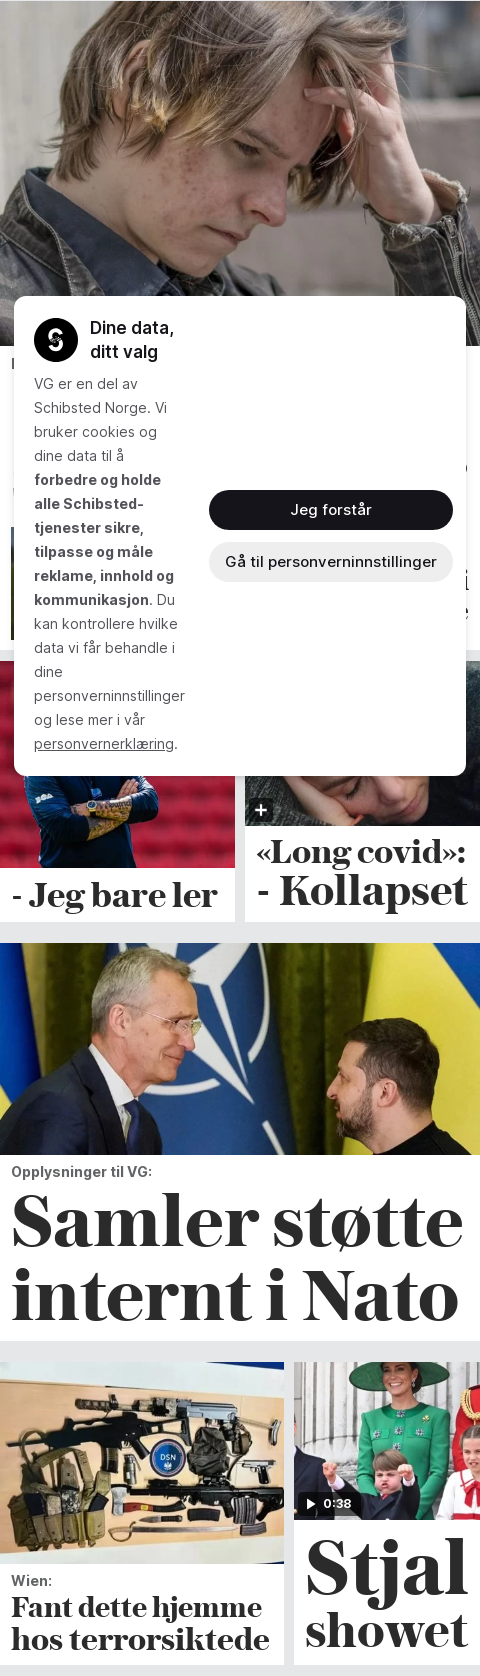 Dine data,
ditt valg
VG er en del av
Schibsted Norge. Vi
bruker cookies og
dine data til å
forbedre og holde
alle Schibsted-
tjenester sikre,
tilpasse og måle
reklame, innhold og
kommunikasjon. Du
kan kontrollere hvilke
data vi får behandle i
dine
personverninnstillinger
og lese mer i vår
personvernerklæring.
Jeg forstår
Gå til personverninnstillinger
- Jeg bare ler
«Long covid»:
- Kollapset
Opplysninger til VG:
Samler støtte
internt i Nato
DSN
0:38
Wien:
Fant dette hjemme
hos terrorsiktede
Stjal
showet